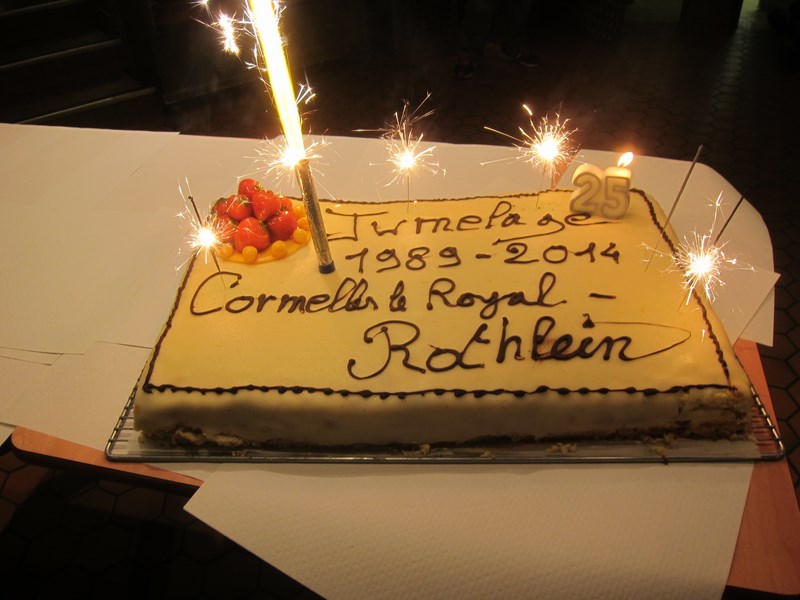 Jumelage
25
1989-2014
Cormelles le Royal -
Rothlein